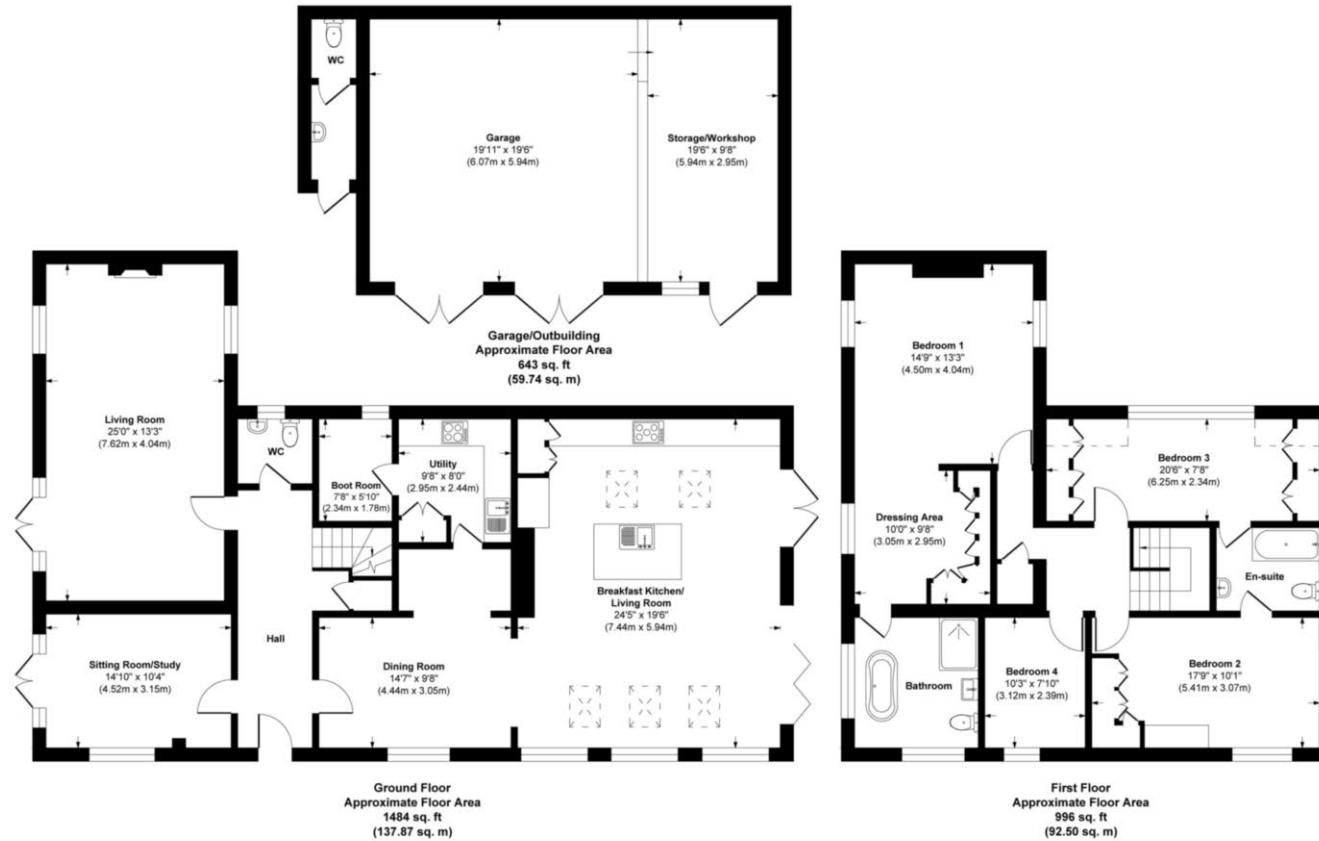 WC
Garage
19'11" x 19'6"
(6.07m x 5.94m)
Storage/Workshop
19'6" x 9'8"
(5.94m x 2.95m)
Garage/Outbuilding
Approximate Floor Area
643 sq. ft
(59.74 sq. m)
Living Room
25'0" x 13'3"
(7.62m x 4.04m)
WC
Boot Room
7'8" x 5'10"
(2.34m x 1.78m)
Utility
9'8" x 8'0"
(2.95m x 2.44m)
Breakfast Kitchen/
Living Room
24'5" x 19'6"
(7.44m x 5.94m)
Hall
Sitting Room/Study
14'10" x 10'4"
(4.52m x 3.15m)
Dining Room
14'7" x 9'8"
(4.44m x 3.05m)
Ground Floor
Approximate Floor Area
1484 sq. ft
(137.87 sq. m)
Bedroom 1
14'9" x 13'3"
(4.50m x 4.04m)
Bedroom 3
20'6" x 7'8"
(6.25m x 2.34m)
Dressing Area
10'0" x 9'8"
(3.05m x 2.95m)
En-suite
Bathroom
Bedroom 4
10'3" x 7'10"
(3.12m x 2.39m)
Bedroom 2
17'9" x 10'1"
(5.41m x 3.07m)
First Floor
Approximate Floor Area
996 sq. ft
(92.50 sq. m)